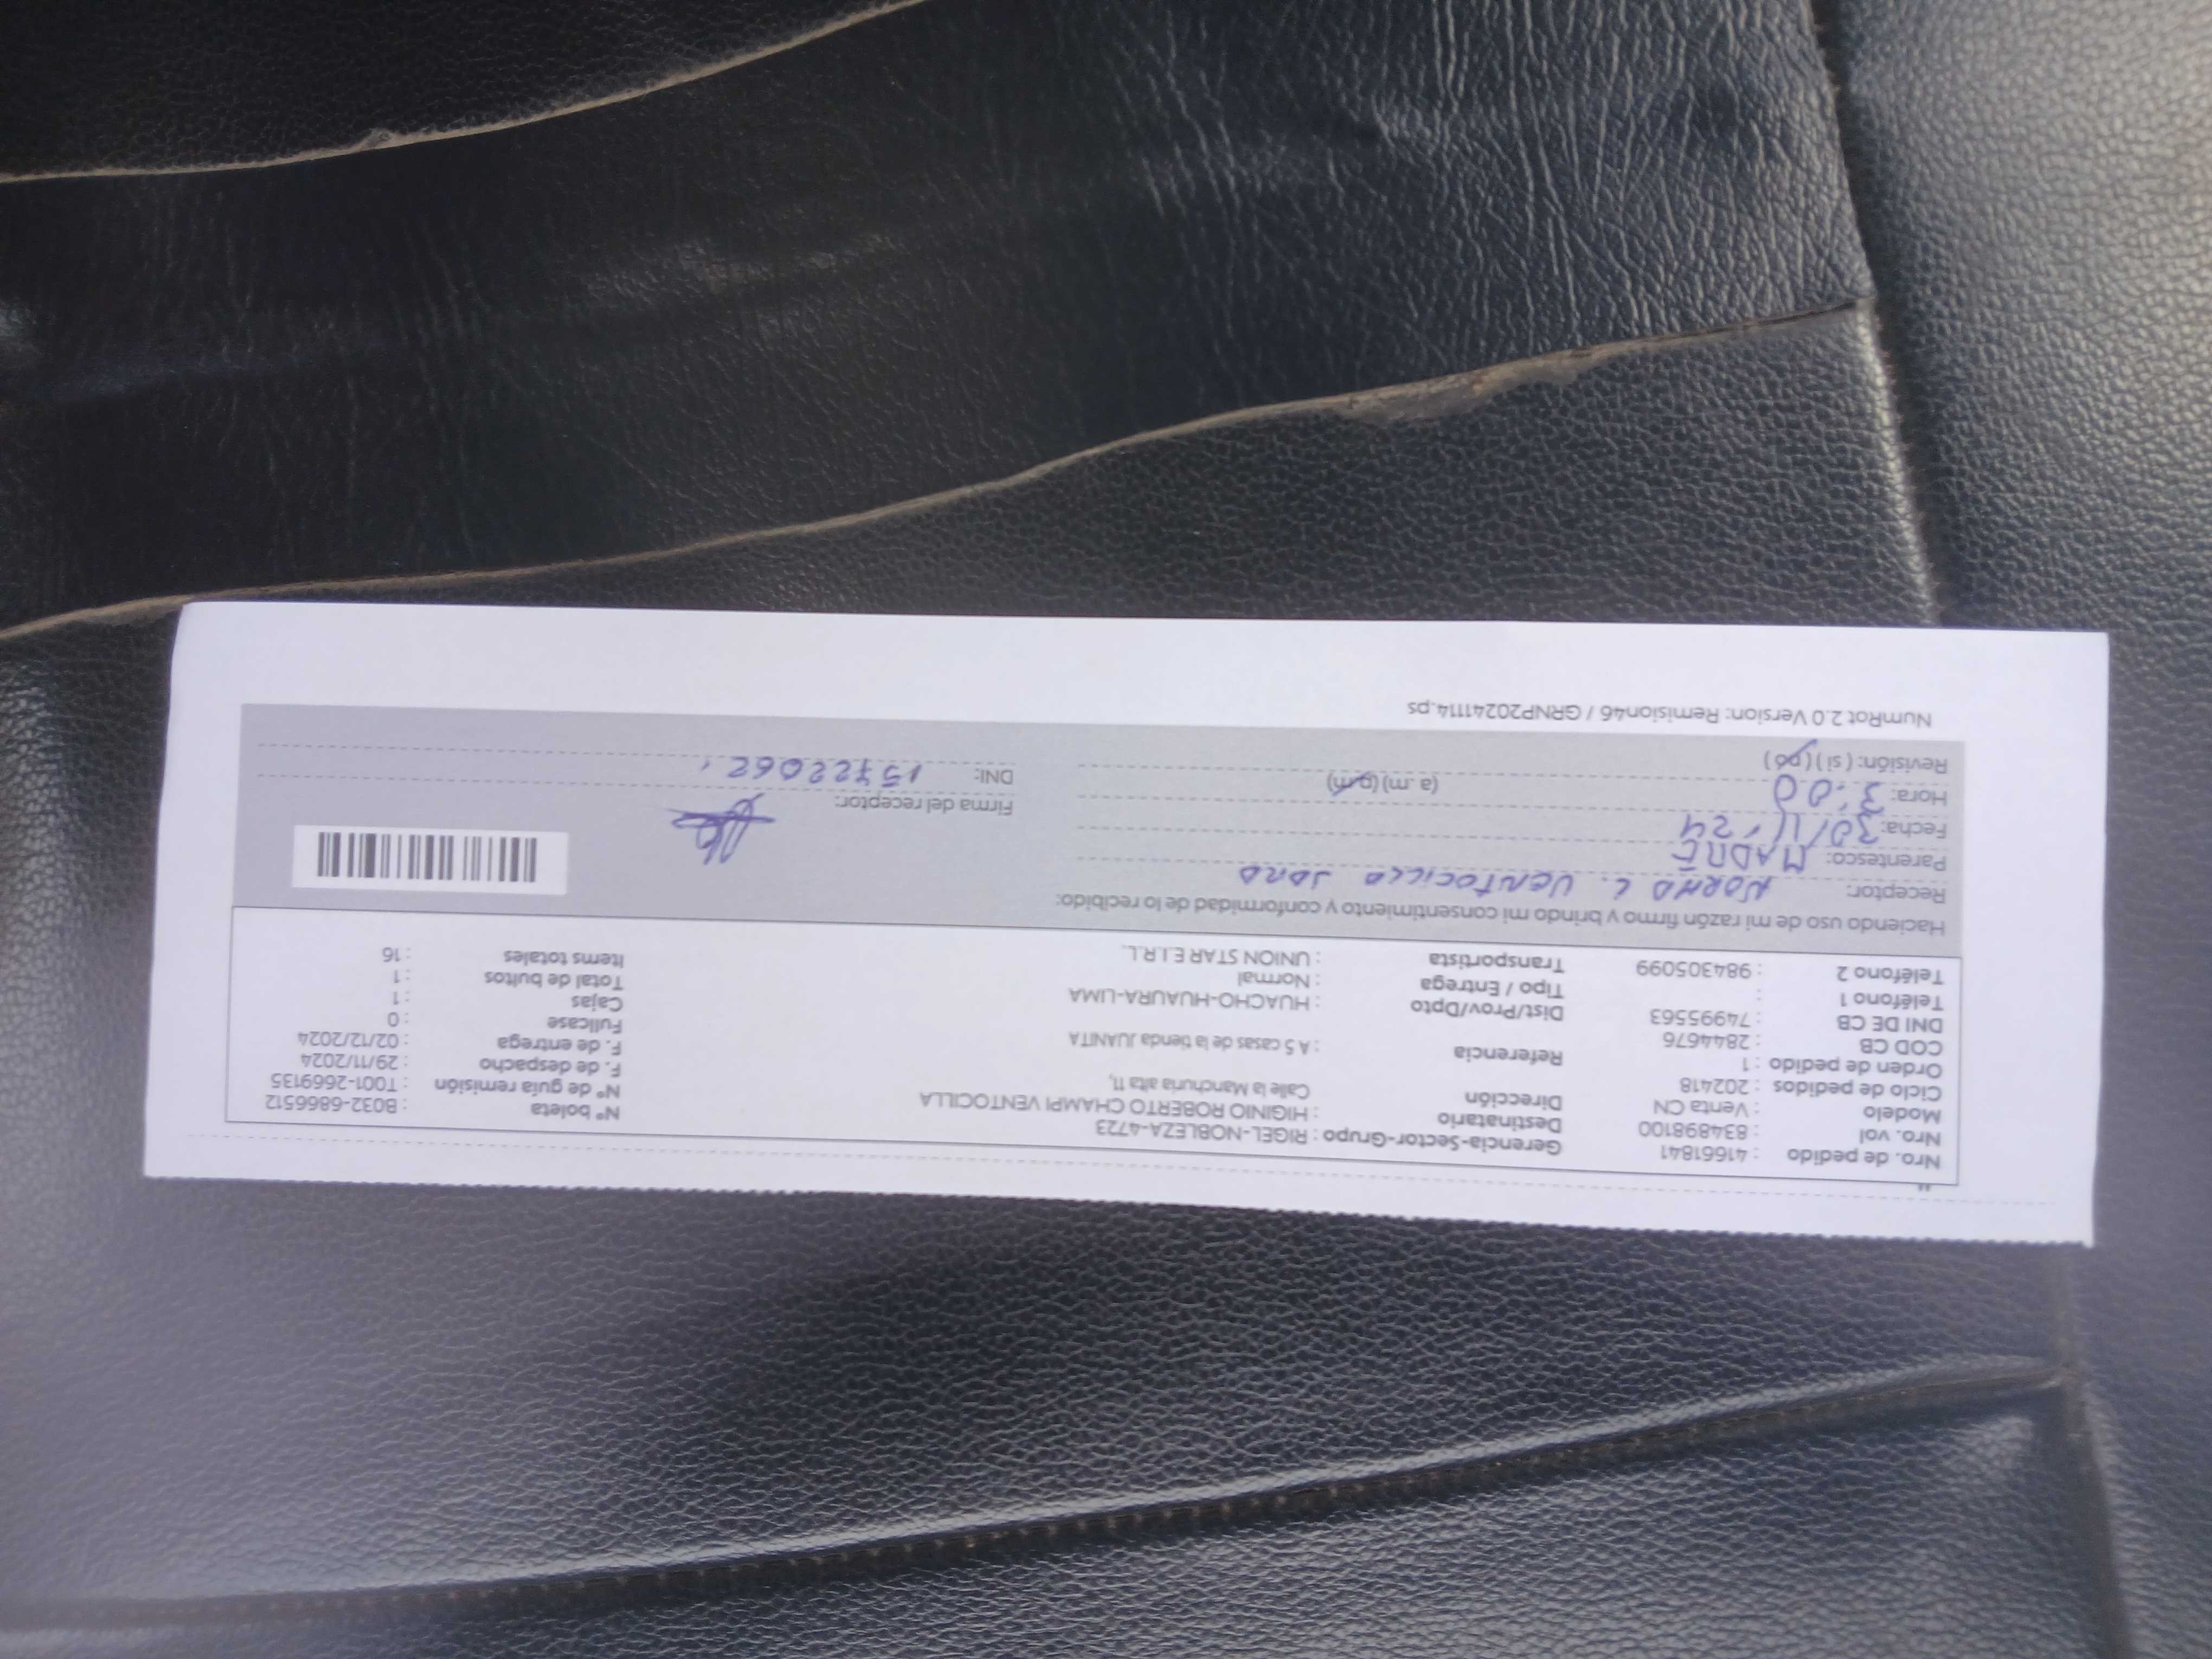 Nro. de pedido : 41661841
Nro. vol : 834898100
Modelo : Venta CN
Ciclo de pedidos : 202418
Orden de pedido : 1
COD CB : 2844676
DNI DE CB : 74995563
Teléfono 1 :
Teléfono 2 : 984305099
Gerencia-Sector-Grupo : RIGEL-NOBLEZA-4723
Destinatario : HIGINIO ROBERTO CHAMPI VENTOCILLA
Dirección Calle la Manchuria alta 11,
Referencia : A 5 casas de la tienda JUANITA
Dist/Prov/Dpto : HUACHO-HUAURA-LIMA
Tipo / Entrega : Normal
Transportista : UNION STAR E.I.R.L.
N° boleta : B032-6866512
N° de guía remisión : T001-2669135
F. de despacho : 29/11/2024
F. de entrega : 02/12/2024
Fullcase : 0
Cajas : 1
Total de bultos : 1
Items totales : 16
Haciendo uso de mi razón firmo y brindo mi consentimiento y conformidad de lo recibido:
Receptor: NORMA L. VENTOCILLA
Parentesco: MADRE
Fecha: 30/11-24
Hora: 3:00 (a .m) (p.m)
Revisión: ( si ) ( no )
Firma del receptor:
DNI: 15722062
NumRot 2.0 Version: Remision46 / GRNP20241114.ps